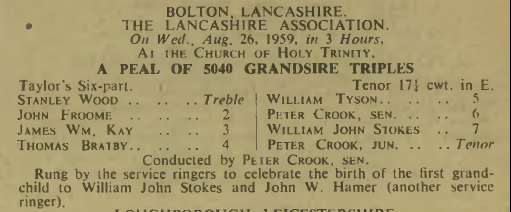 BOLTON, LANCASHIRE.
THE LANCASHIRE ASSOCIATION.
On Wed., Aug. 26, 1959, in 3 Hours,
AT THE CHURCH OF HOLY TRINITY,
A PEAL OF 5040 GRANDSIRE TRIPLES
Taylor's Six-part. Tenor 17¼ cwt. in E.
STANLEY WOOD .. .. .. Treble
JOHN FROOME .. .. .. 2
JAMES WM. KAY .. .. 3
THOMAS BRATBY .. .. .. 4
WILLIAM TYSON .. .. .. 5
PETER CROOK, SEN. .. .. 6
WILLIAM JOHN STOKES .. 7
PETER CROOK, JUN. .. .. Tenor
Conducted by PETER CROOK, SEN.
Rung by the service ringers to celebrate the birth of the first grand-
child to William John Stokes and John W. Hamer (another service
ringer).
LOUGHBOROUGH, LEICESTERSHIRE